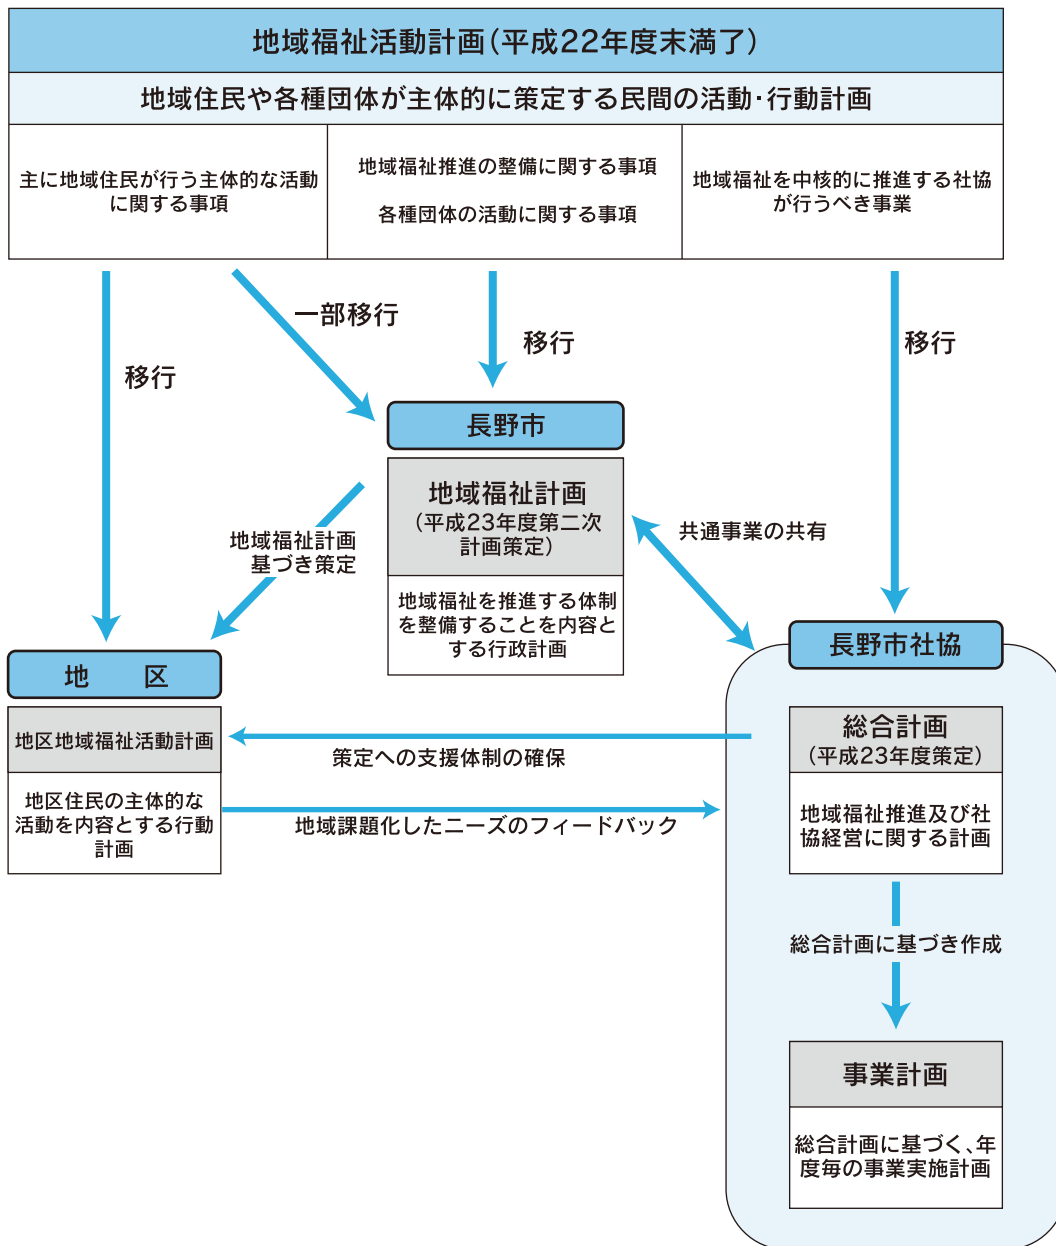 地域福祉活動計画(平成22年度末満了)
地域住民や各種団体が主体的に策定する民間の活動・行動計画
主に地域住民が行う主体的な活動
に関する事項
地域福祉推進の整備に関する事項
各種団体の活動に関する事項
地域福祉を中核的に推進する社協
が行うべき事業
移行
一部移行
移行
移行
長野市
地域福祉計画
(平成23年度第二次
計画策定)
地域福祉を推進する体制
を整備することを内容と
する行政計画
地域福祉計画
基づき策定
共通事業の共有
地　区
地区地域福祉活動計画
地区住民の主体的な
活動を内容とする行動
計画
策定への支援体制の確保
地域課題化したニーズのフィードバック
長野市社協
総合計画
(平成23年度策定)
地域福祉推進及び社
協経営に関する計画
総合計画に基づき作成
事業計画
総合計画に基づく、年
度毎の事業実施計画